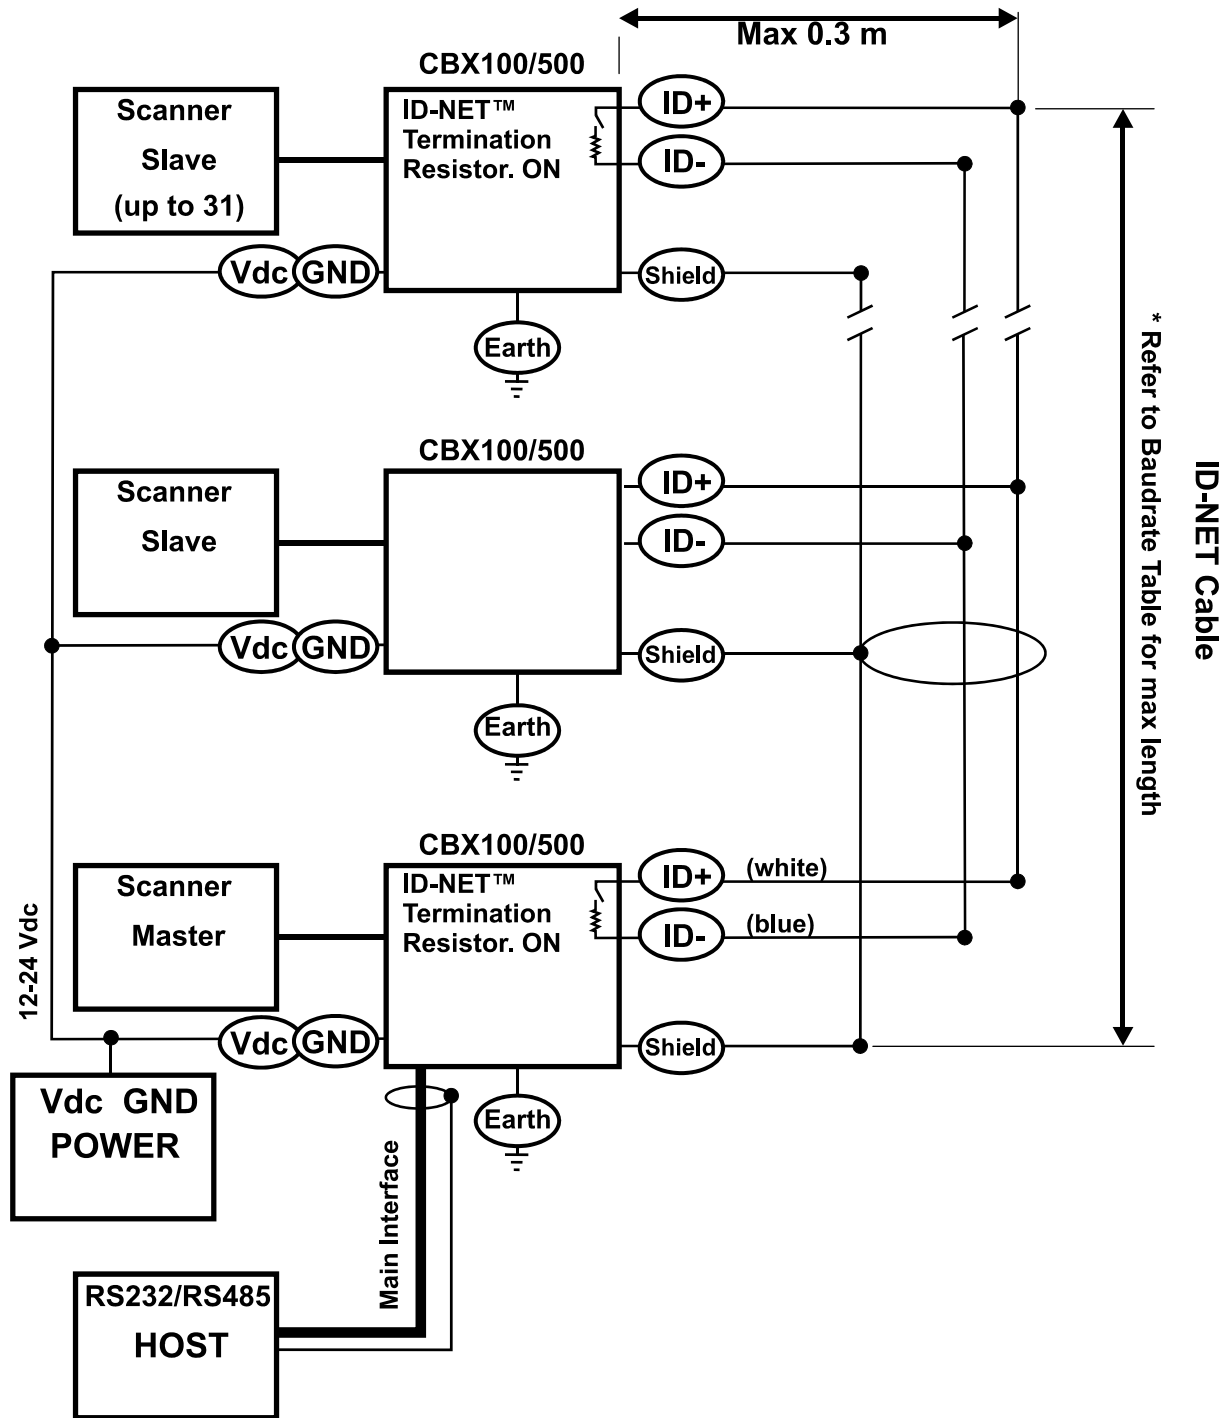 Max 0.3 m
CBX100/500
Scanner
Slave
(up to 31)
ID-NET™
Termination
Resistor. ON
ID+
ID-
Vdc
GND
Shield
Earth
CBX100/500
Scanner
Slave
ID+
ID-
Vdc
GND
Shield
Earth
* Refer to Baudrate Table for max length
ID-NET Cable
CBX100/500
Scanner
Master
ID-NET™
Termination
Resistor. ON
ID+
(white)
ID-
(blue)
12-24 Vdc
Vdc
GND
Shield
Earth
Vdc GND
POWER
Main Interface
RS232/RS485
HOST